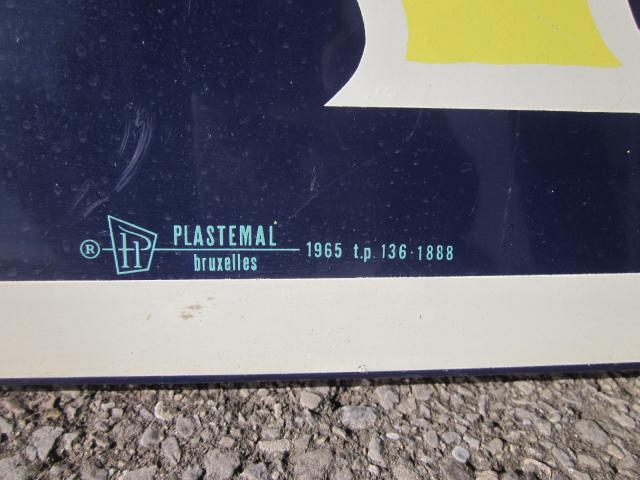 ® PLASTEMAL
bruxelles
1965 t.p. 136·1888